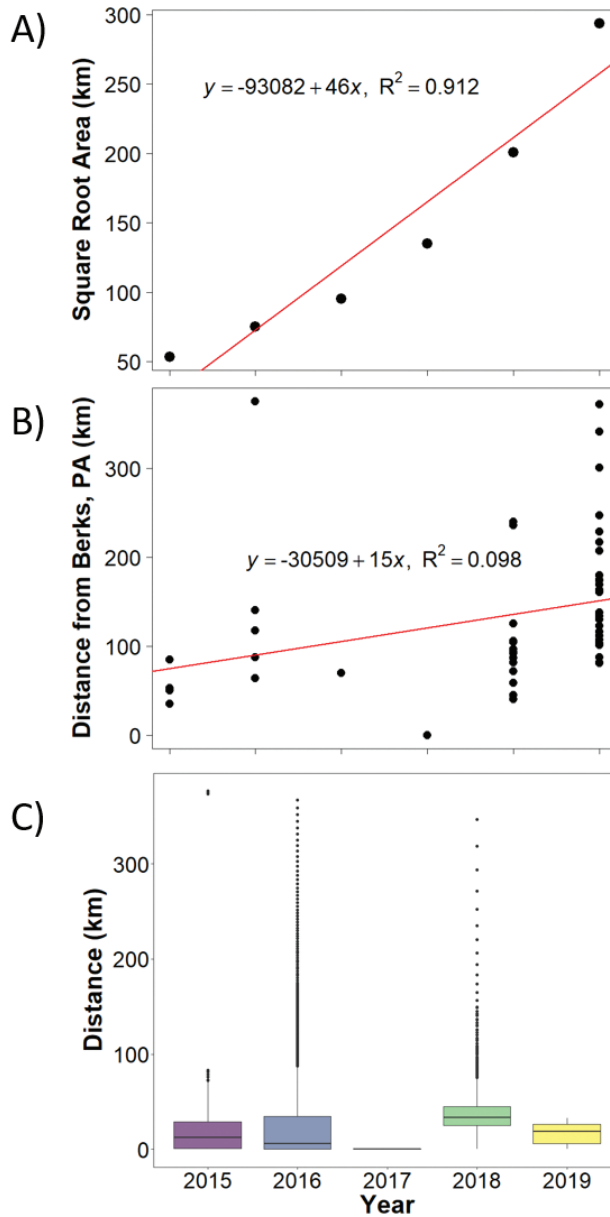 A)
300
250
200
150
100
50
Square Root Area (km)
y = -93082 + 46x, R² = 0.912
B)
300
200
100
0
Distance from Berks, PA (km)
y = -30509 + 15x, R² = 0.098
C)
300
200
100
0
Distance (km)
2015 2016 2017 2018 2019
Year